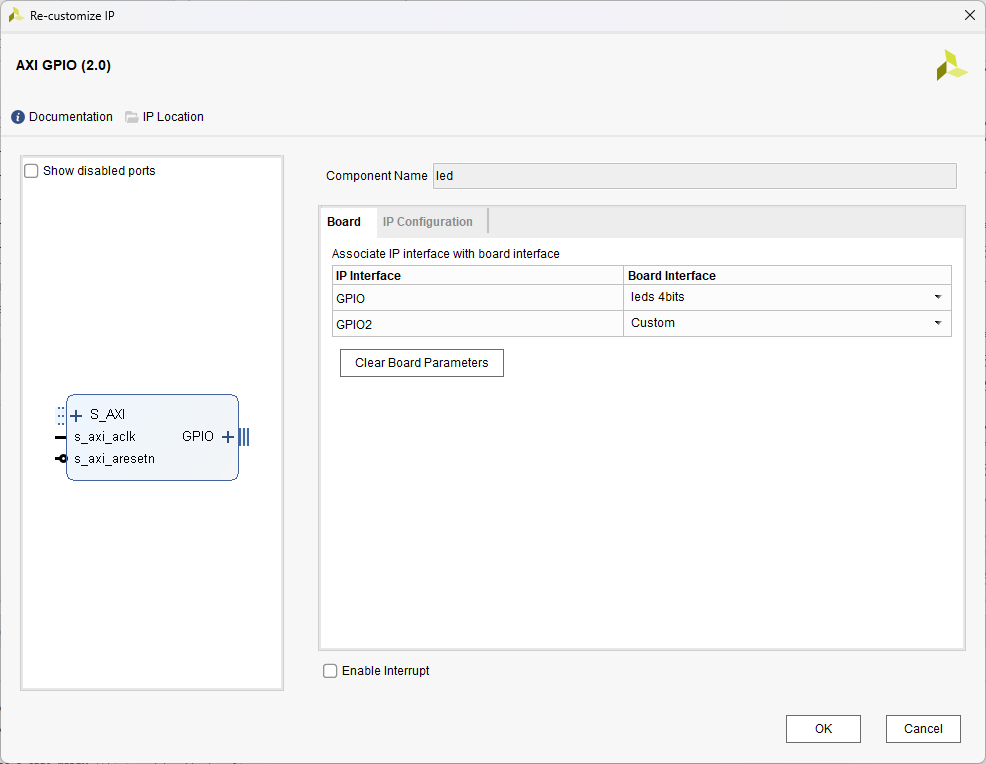 Re-customize IP
AXI GPIO (2.0)
Documentation IP Location
Show disabled ports
S_AXI
s_axi_aclk GPIO
s_axi_aresetn
Component Name led
Board IP Configuration
Associate IP interface with board interface
IP Interface Board Interface
GPIO leds 4bits
GPIO2 Custom
Clear Board Parameters
Enable Interrupt
OK Cancel